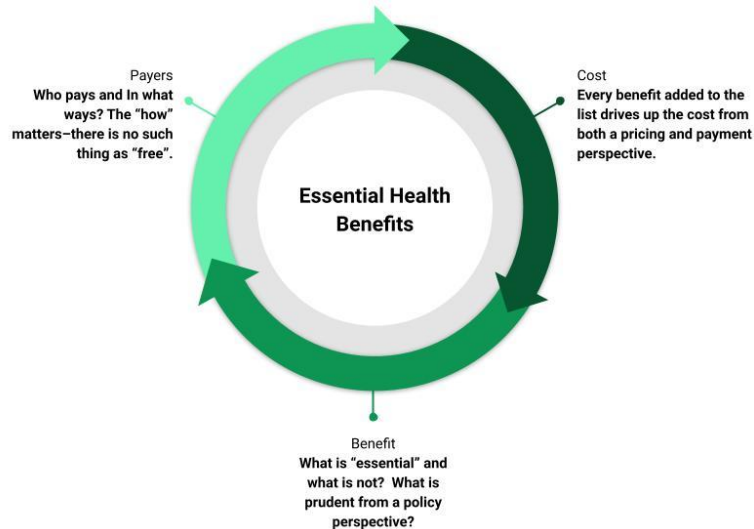 Payers
Who pays and In what
ways? The “how”
matters–there is no such
thing as “free”.
Cost
Every benefit added to the
list drives up the cost from
both a pricing and payment
perspective.
Essential Health
Benefits
Benefit
What is “essential” and
what is not?  What is
prudent from a policy
perspective?